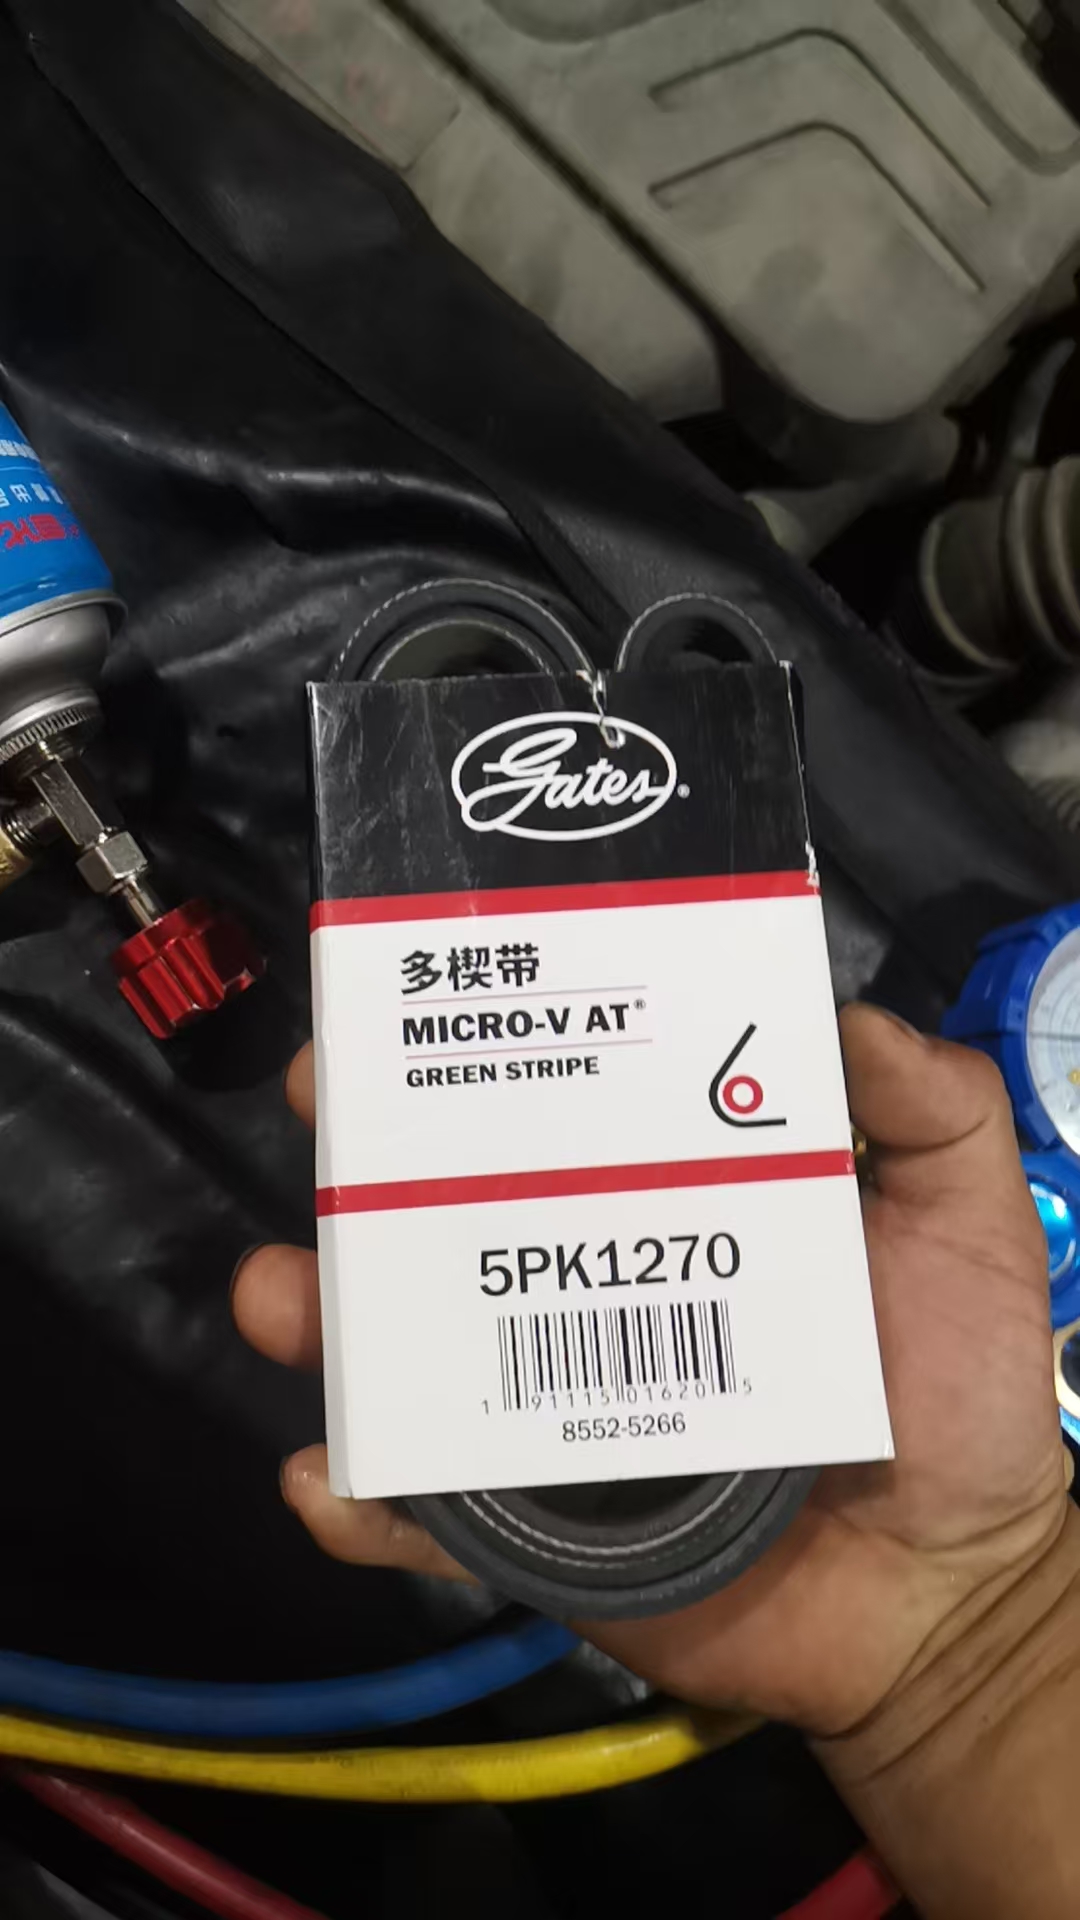 Gates®
多楔带
MICRO-V AT®
GREEN STRIPE
5PK1270
1 91115 01620 5
8552-5266